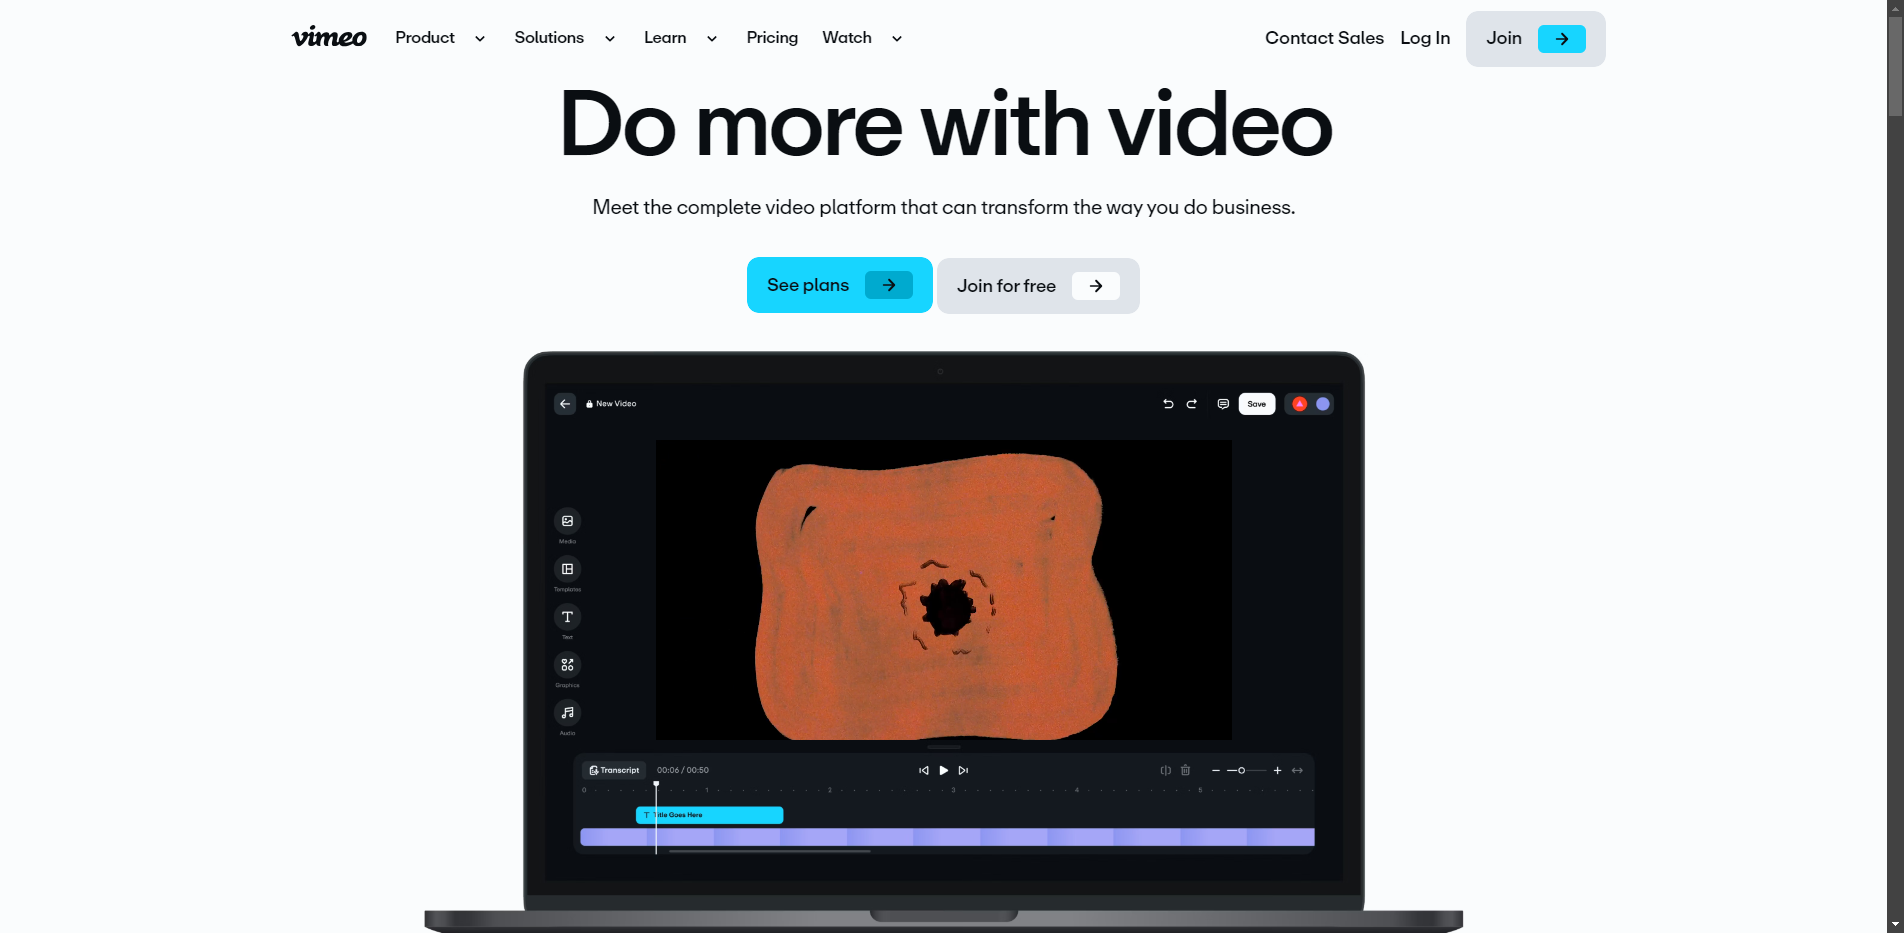 vimeo Product Solutions Learn Pricing Watch Contact Sales Log In Join
Do more with video
Meet the complete video platform that can transform the way you do business.
See plans Join for free
New Video Save
Media
Templates
Text
Graphics
Audio
Transcript 00:06 / 00:50
0 1 2 3 4 5
T Title Goes Here